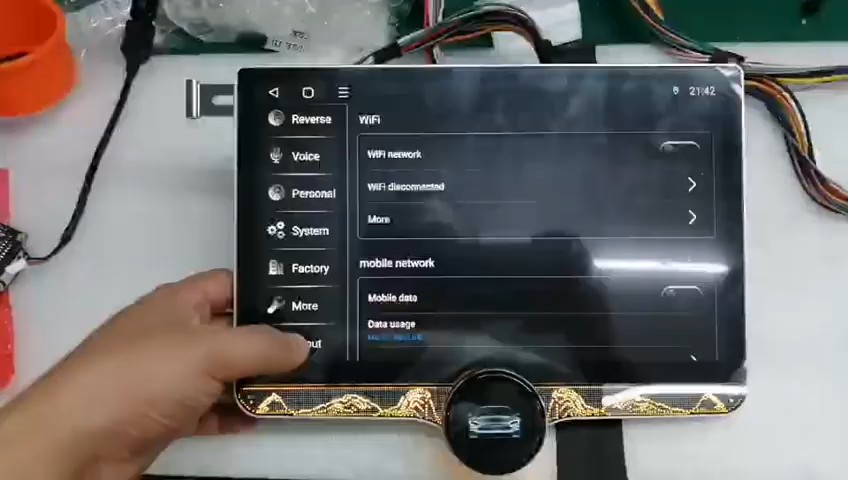 21:42
Reverse
Voice
Personal
System
Factory
More
out
WiFi
WiFi network
WiFi disconnected
More
mobile network
Mobile data
Data usage